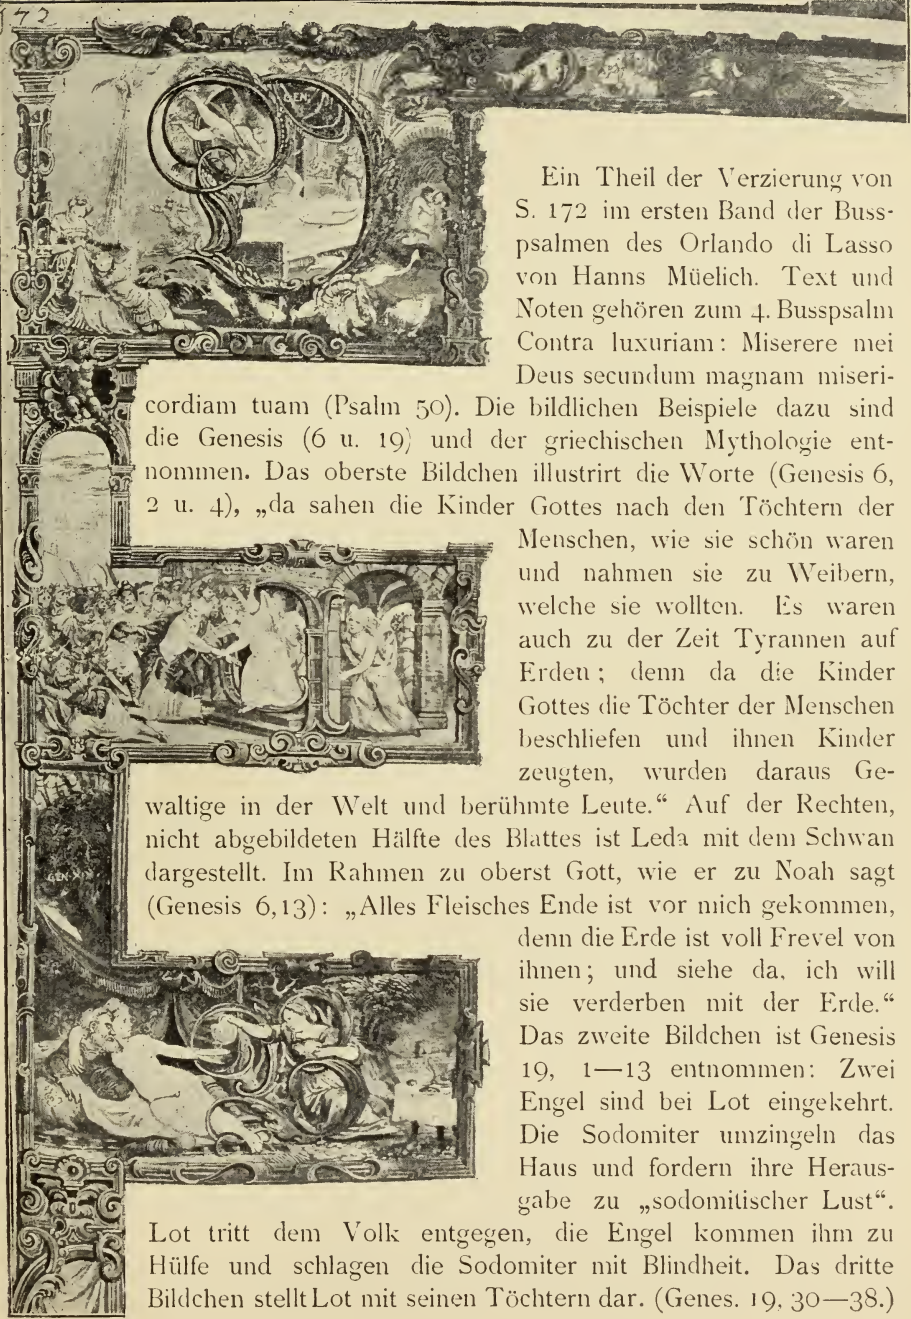 72
GEN·VI
Ein Theil der Verzierung von
S. 172 im ersten Band der Buss-
psalmen des Orlando di Lasso
von Hanns Müelich. Text und
Noten gehören zum 4. Busspsalm
Contra luxuriam: Miserere mei
Deus secundum magnam miseri-
cordiam tuam (Psalm 50). Die bildlichen Beispiele dazu sind
die Genesis (6 u. 19) und der griechischen Mythologie ent-
nommen. Das oberste Bildchen illustrirt die Worte (Genesis 6,
2 u. 4), „da sahen die Kinder Gottes nach den Töchtern der
Menschen, wie sie schön waren
und nahmen sie zu Weibern,
welche sie wollten. Es waren
auch zu der Zeit Tyrannen auf
Erden; denn da die Kinder
Gottes die Töchter der Menschen
beschliefen und ihnen Kinder
zeugten, wurden daraus Ge-
waltige in der Welt und berühmte Leute.“ Auf der Rechten,
nicht abgebildeten Hälfte des Blattes ist Leda mit dem Schwan
dargestellt. Im Rahmen zu oberst Gott, wie er zu Noah sagt
(Genesis 6,13): „Alles Fleisches Ende ist vor mich gekommen,
GEN·XIX
denn die Erde ist voll Frevel von
ihnen; und siehe da, ich will
sie verderben mit der Erde.“
Das zweite Bildchen ist Genesis
19, 1—13 entnommen: Zwei
Engel sind bei Lot eingekehrt.
Die Sodomiter umzingeln das
Haus und fordern ihre Heraus-
gabe zu „sodomitischer Lust“.
Lot tritt dem Volk entgegen, die Engel kommen ihm zu
Hülfe und schlagen die Sodomiter mit Blindheit. Das dritte
Bildchen stellt Lot mit seinen Töchtern dar. (Genes. 19, 30—38.)